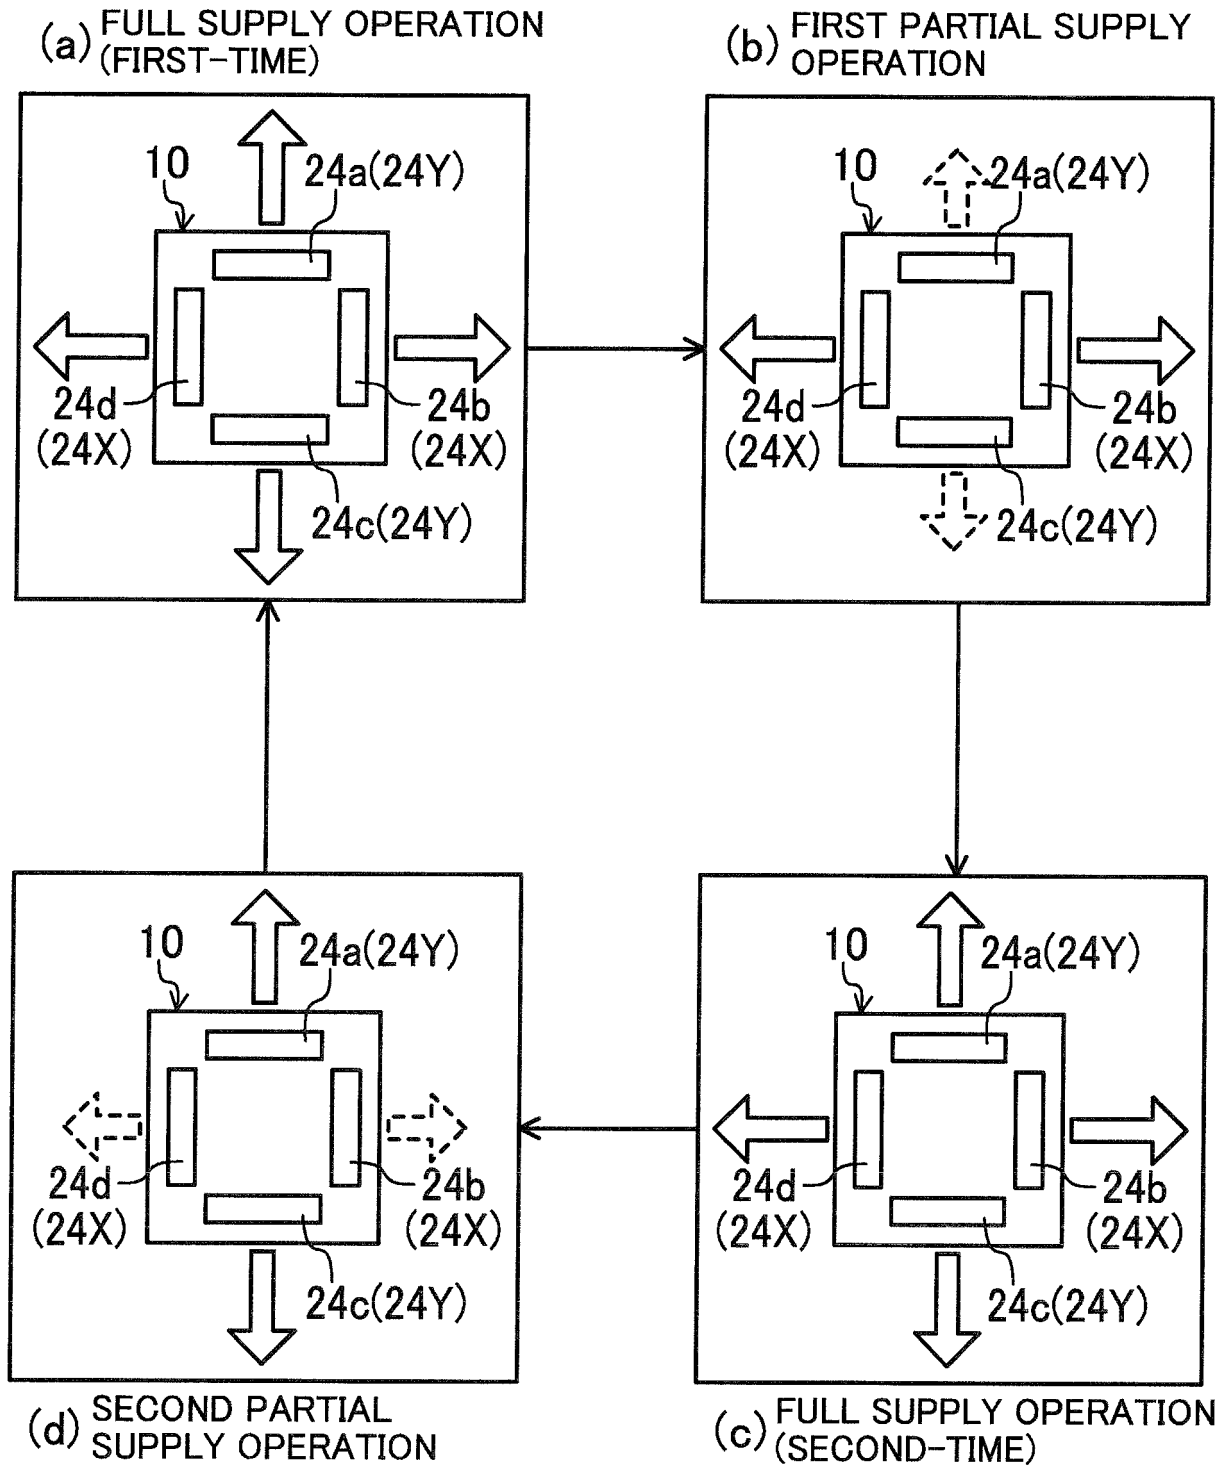 (a) FULL SUPPLY OPERATION
(FIRST-TIME)
10
24a(24Y)
24d
(24X)
24b
(24X)
24c(24Y)
(b) FIRST PARTIAL SUPPLY
OPERATION
10
24a(24Y)
24d
(24X)
24b
(24X)
24c(24Y)
10
24a(24Y)
24d
(24X)
24b
(24X)
24c(24Y)
(d) SECOND PARTIAL
SUPPLY OPERATION
10
24a(24Y)
24d
(24X)
24b
(24X)
24c(24Y)
(c) FULL SUPPLY OPERATION
(SECOND-TIME)